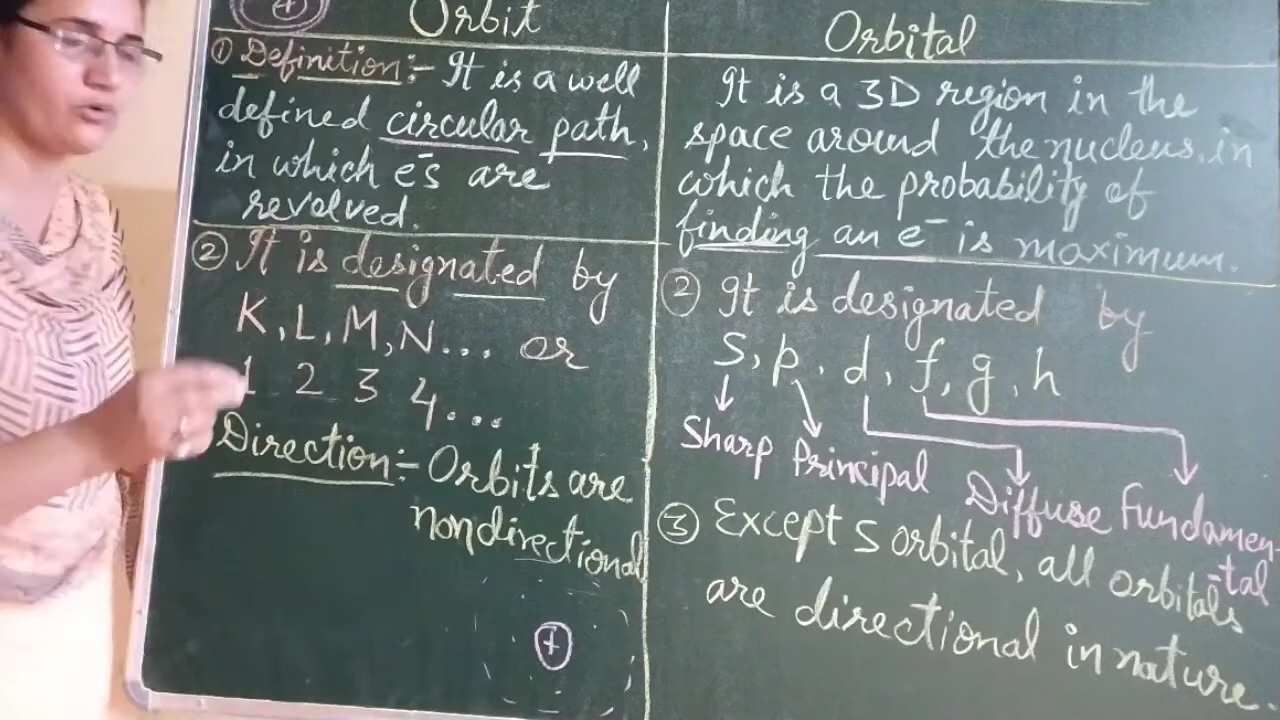 +
Orbit
① Definition:- It is a well
defined circular path,
in which e⁻s are
revolved.
② It is designated by
K, L, M, N... or
1 2 3 4...
Direction:- Orbits are
nondirectional
+
Orbital
It is a 3D region in the
space around the nucleus, in
which the probability of
finding an e⁻ is maximum.
② It is designated by
s, p, d, f, g, h
Sharp Principal Diffuse Fundamen-
tal
③ Except s orbital, all orbitals
are directional in nature.